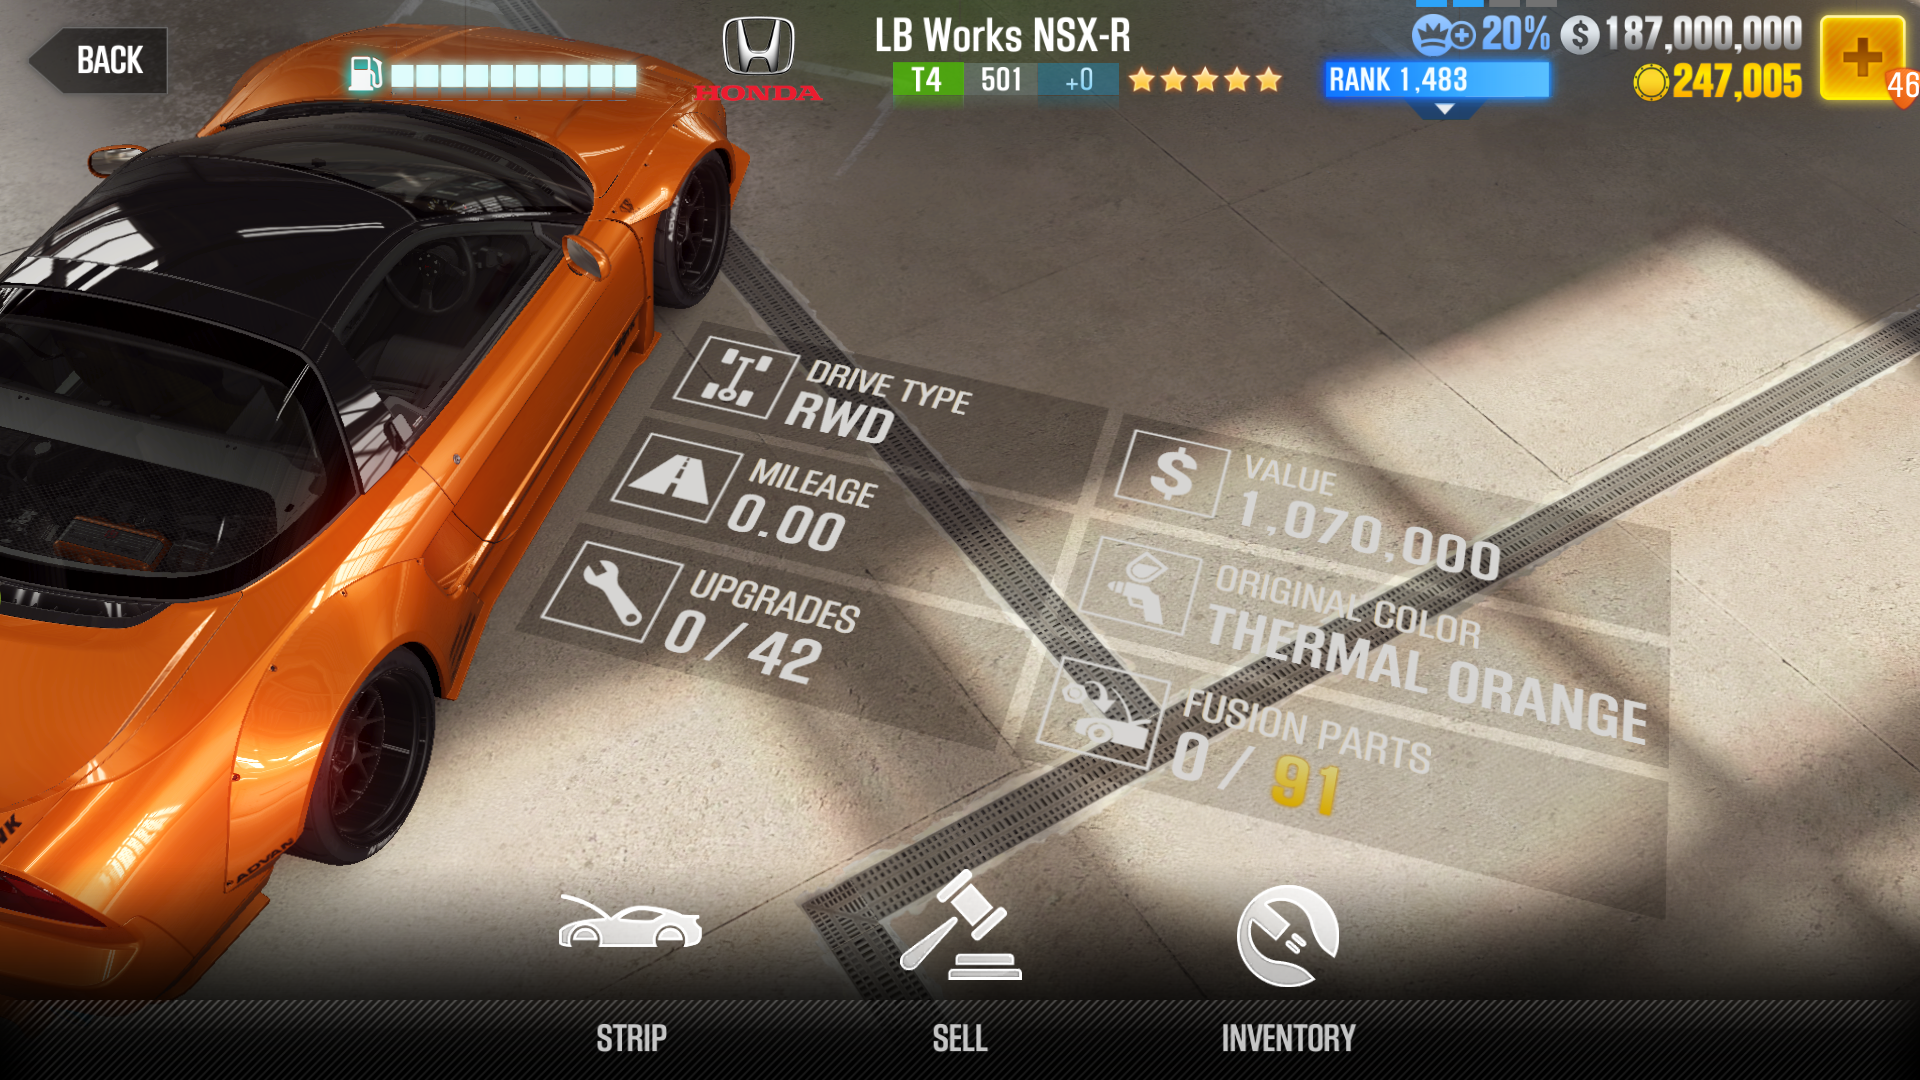 BACK
HONDA
LB Works NSX-R
T4 501 +0
20%
187,000,000
RANK 1,483
247,005
46
DRIVE TYPE
RWD
MILEAGE
0.00
UPGRADES
0 / 42
VALUE
1,070,000
ORIGINAL COLOR
THERMAL ORANGE
FUSION PARTS
0 / 91
ADVAN
STRIP
SELL
INVENTORY